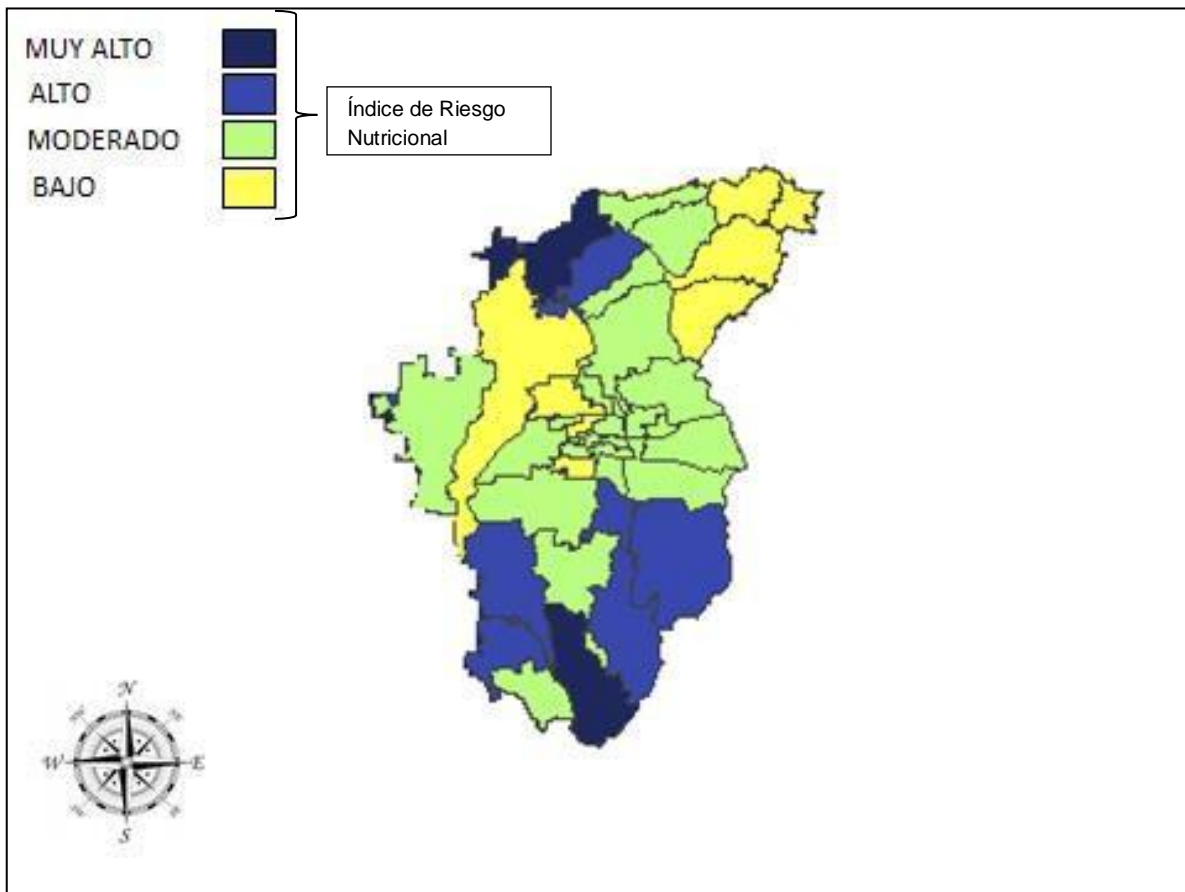 MUY ALTO
ALTO
MODERADO
BAJO
Índice de Riesgo
Nutricional
N
W
E
S